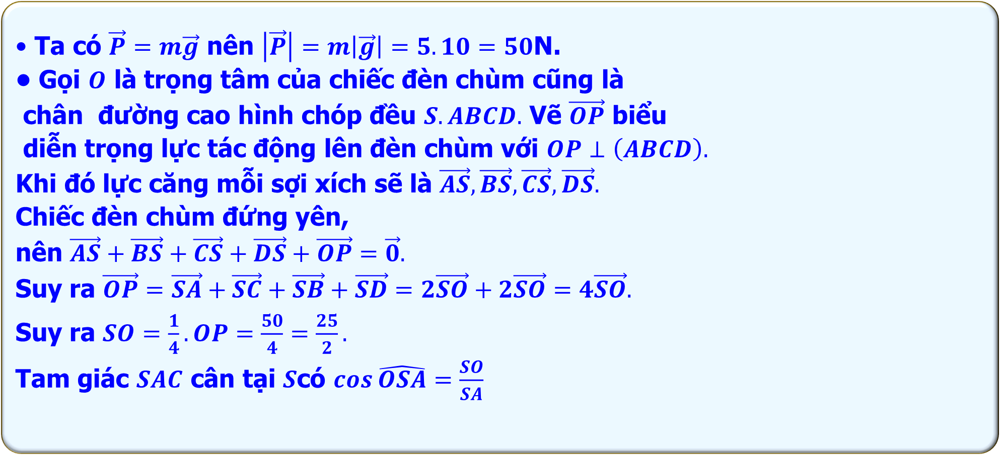 • Ta có $\overrightarrow{P} = m\overrightarrow{g}$ nên $|\overrightarrow{P}| = m|\overrightarrow{g}| = 5.10 = 50$N.
● Gọi $O$ là trọng tâm của chiếc đèn chùm cũng là
chân đường cao hình chóp đều $S.ABCD$. Vẽ $\overrightarrow{OP}$ biểu
diễn trọng lực tác động lên đèn chùm với $OP \perp (ABCD)$.
Khi đó lực căng mỗi sợi xích sẽ là $\overrightarrow{AS}, \overrightarrow{BS}, \overrightarrow{CS}, \overrightarrow{DS}$.
Chiếc đèn chùm đứng yên,
nên $\overrightarrow{AS} + \overrightarrow{BS} + \overrightarrow{CS} + \overrightarrow{DS} + \overrightarrow{OP} = \overrightarrow{0}$.
Suy ra $\overrightarrow{OP} = \overrightarrow{SA} + \overrightarrow{SC} + \overrightarrow{SB} + \overrightarrow{SD} = 2\overrightarrow{SO} + 2\overrightarrow{SO} = 4\overrightarrow{SO}$.
Suy ra $SO = \frac{1}{4}.OP = \frac{50}{4} = \frac{25}{2}$.
Tam giác $SAC$ cân tại $S$có $cos\,\widehat{OSA} = \frac{SO}{SA}$